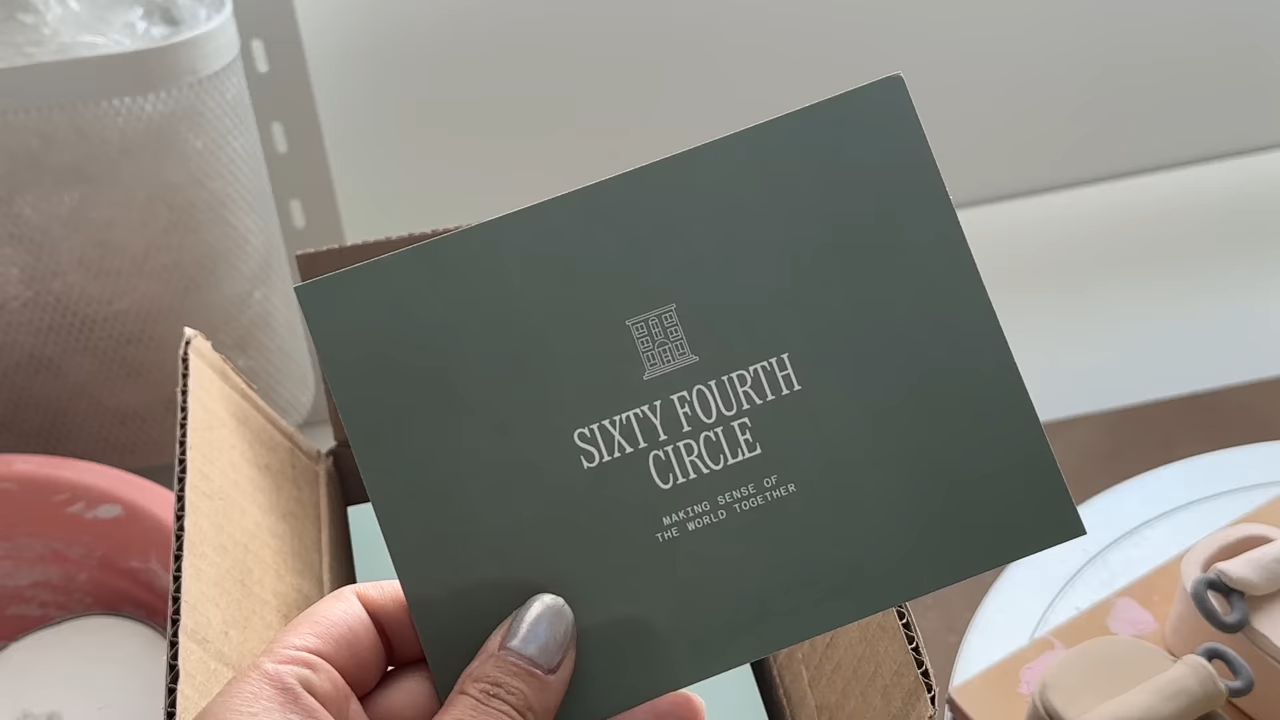 SIXTY FOURTH
CIRCLE
MAKING SENSE OF
THE WORLD TOGETHER